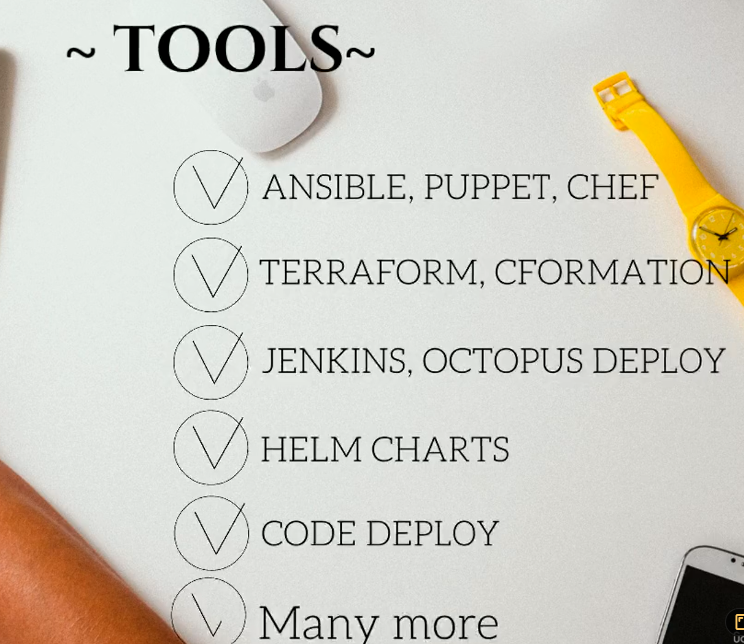 ~ TOOLS~
ANSIBLE, PUPPET, CHEF
TERRAFORM, CFORMATION
JENKINS, OCTOPUS DEPLOY
HELM CHARTS
CODE DEPLOY
Many more